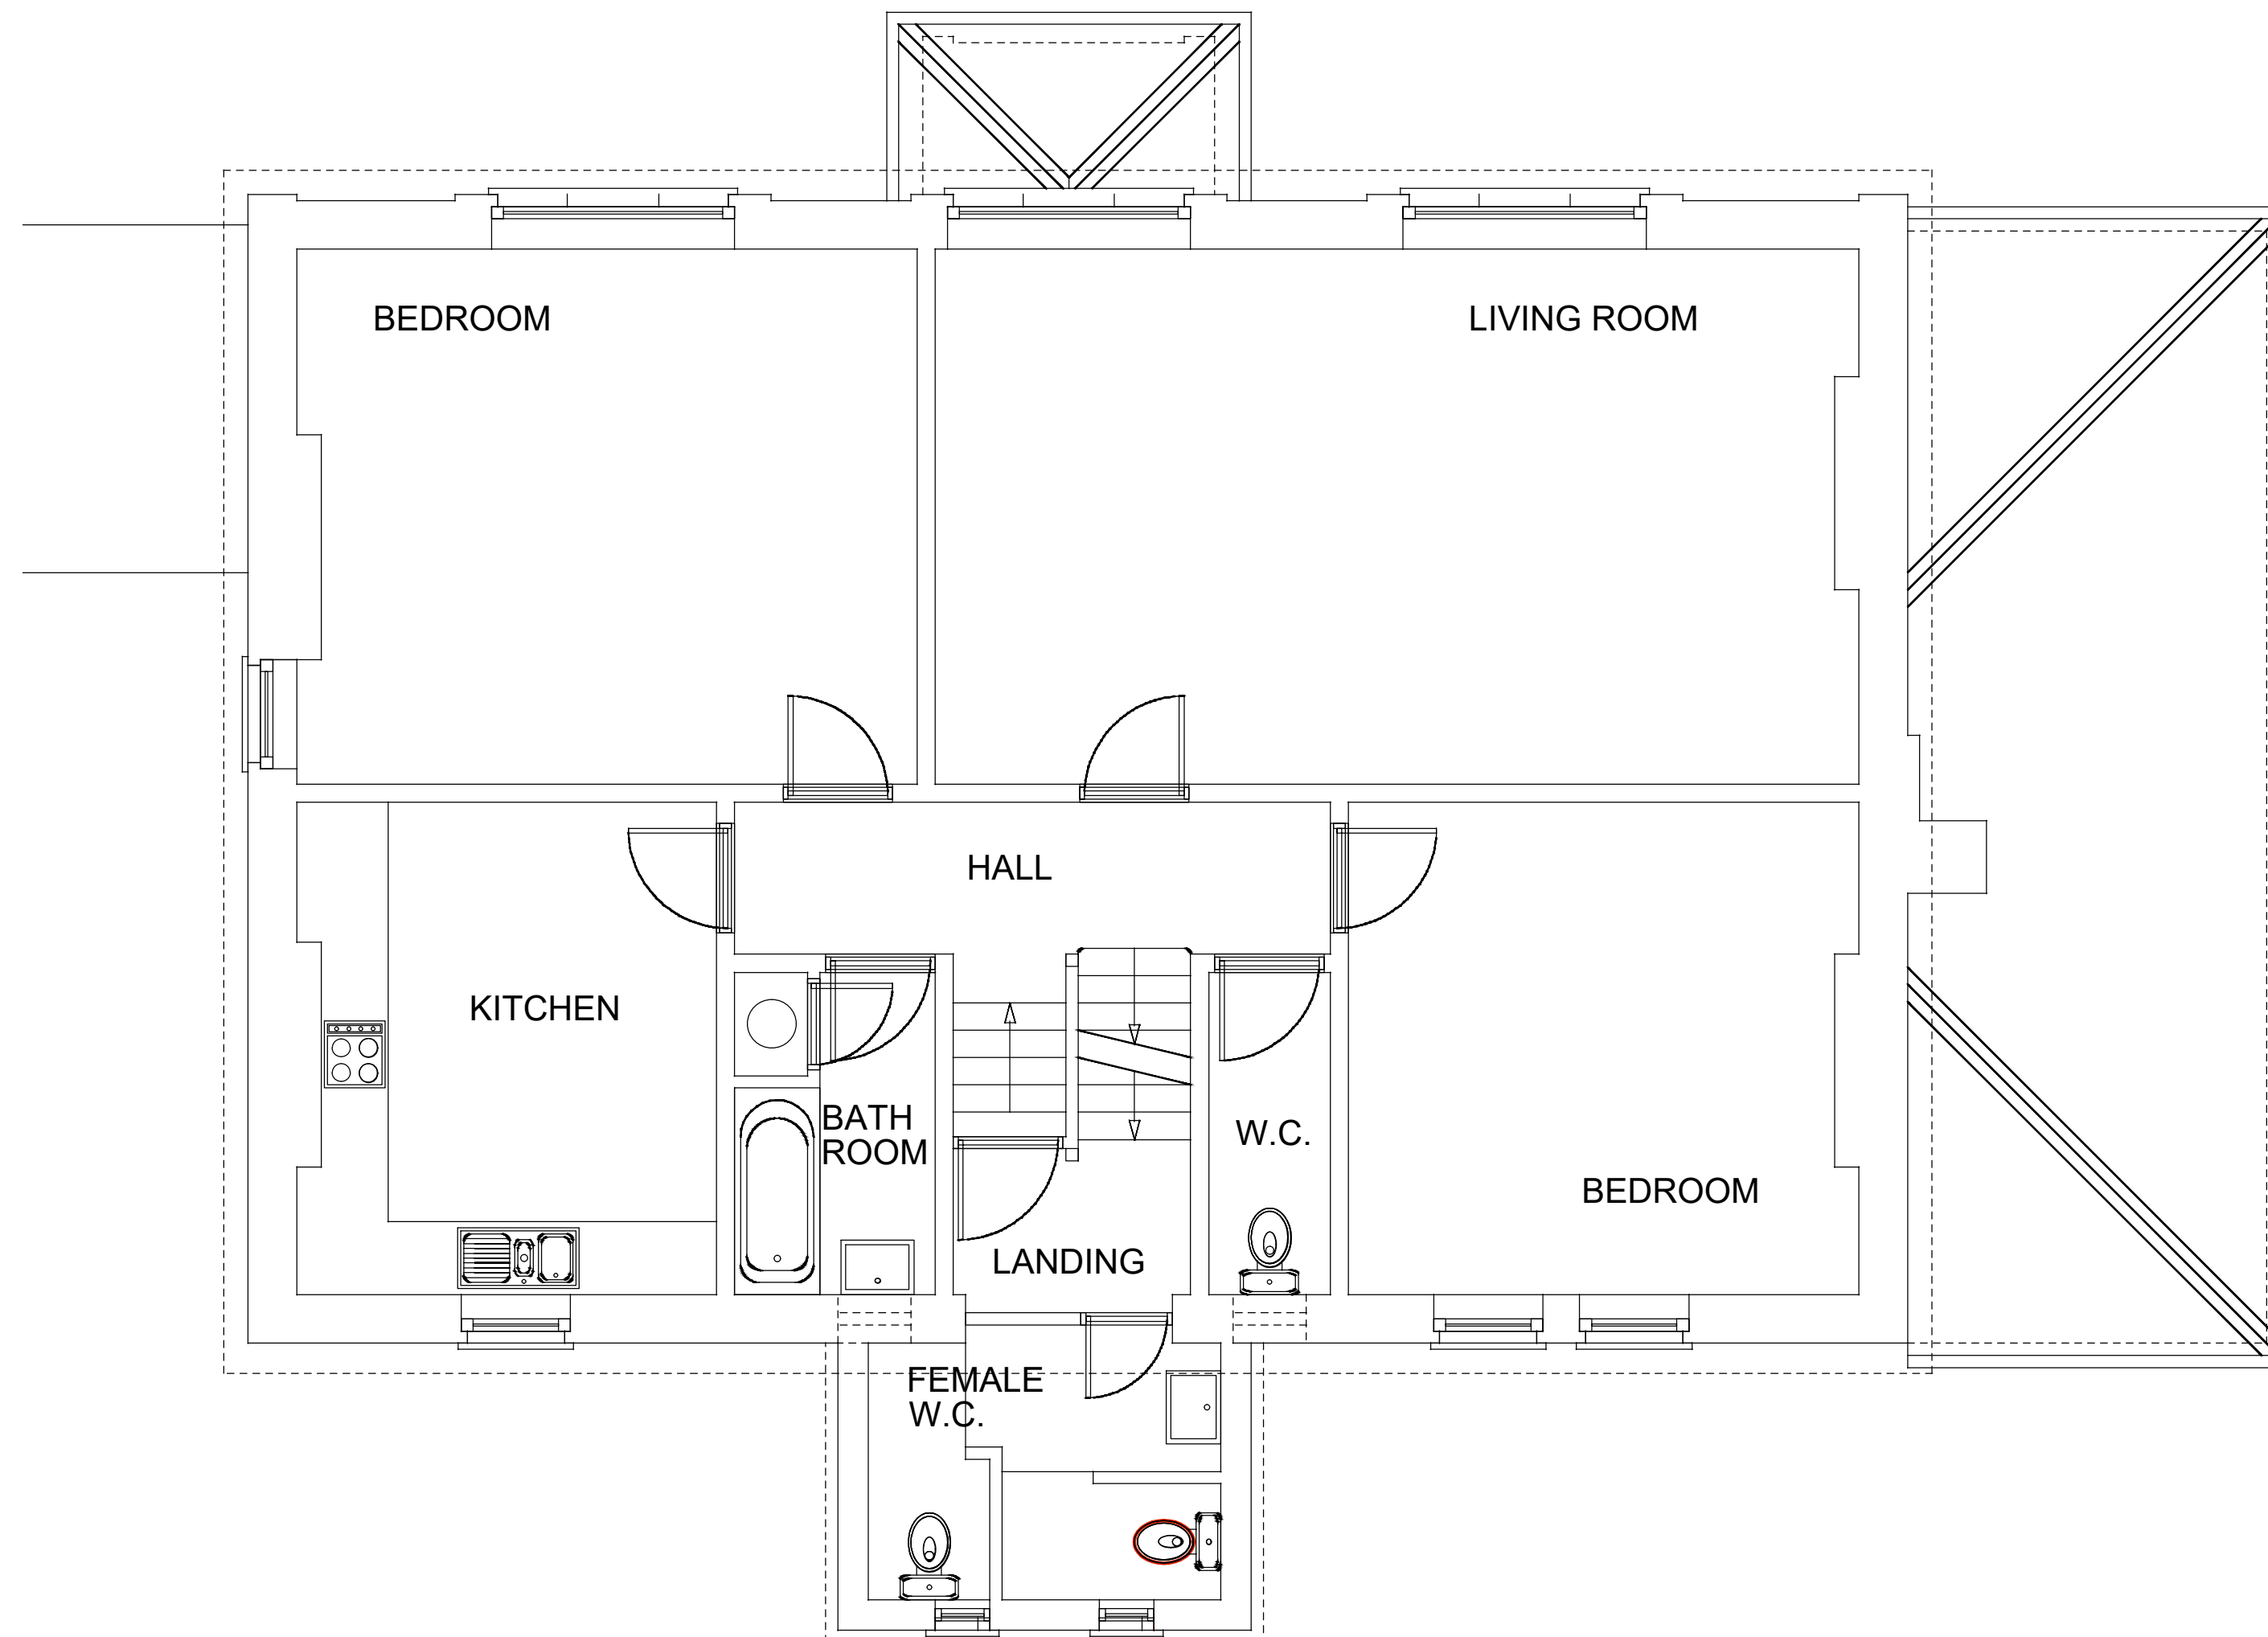 BEDROOM
LIVING ROOM
HALL
KITCHEN
BATH
ROOM
W.C.
BEDROOM
LANDING
FEMALE
W.C.